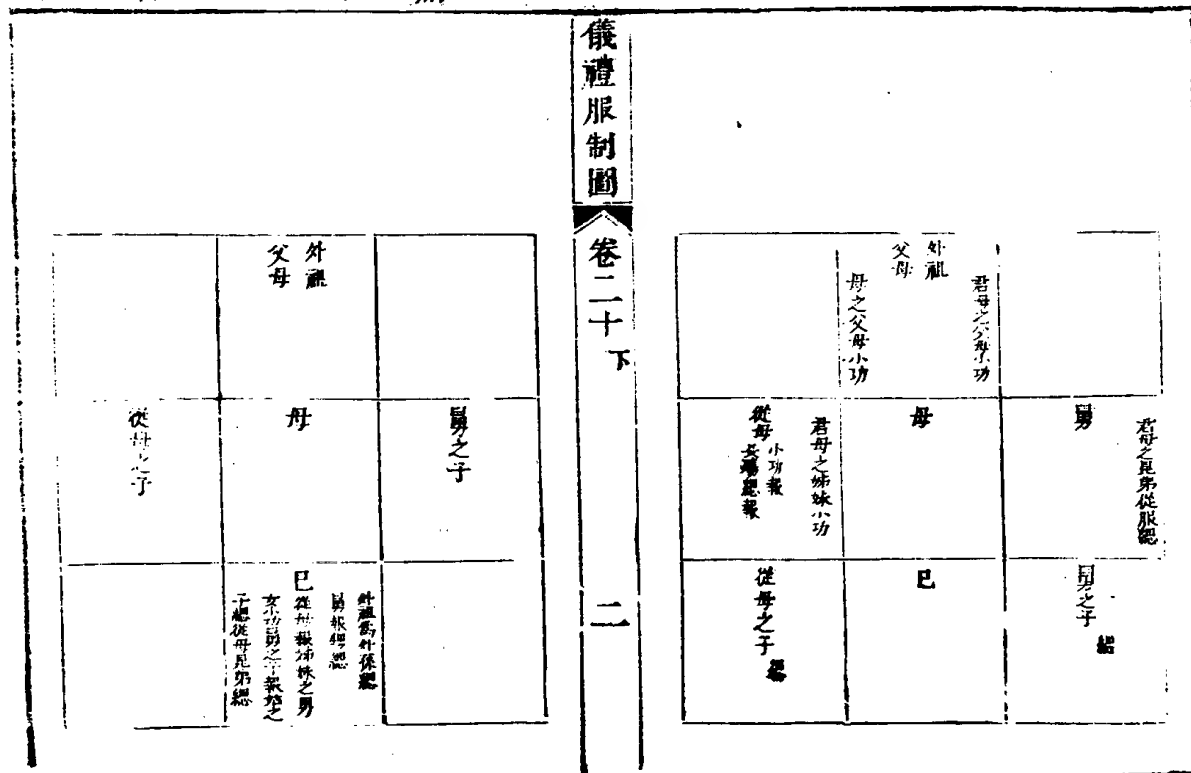 外祖
父母
君母之父母小功
母之父母小功
舅
君母之昆弟從服緦
母
君母之姊妹小功
從母
小功報
長殤緦報
舅之子
緦
己
從母之子
緦
儀禮服制圖
卷二十
下
二
外祖
父母
舅之子
母
從母之子
己
外祖為外孫緦
舅報甥緦
從母報姊妹之男
女小功舅之子報姑之
子緦從母昆弟緦